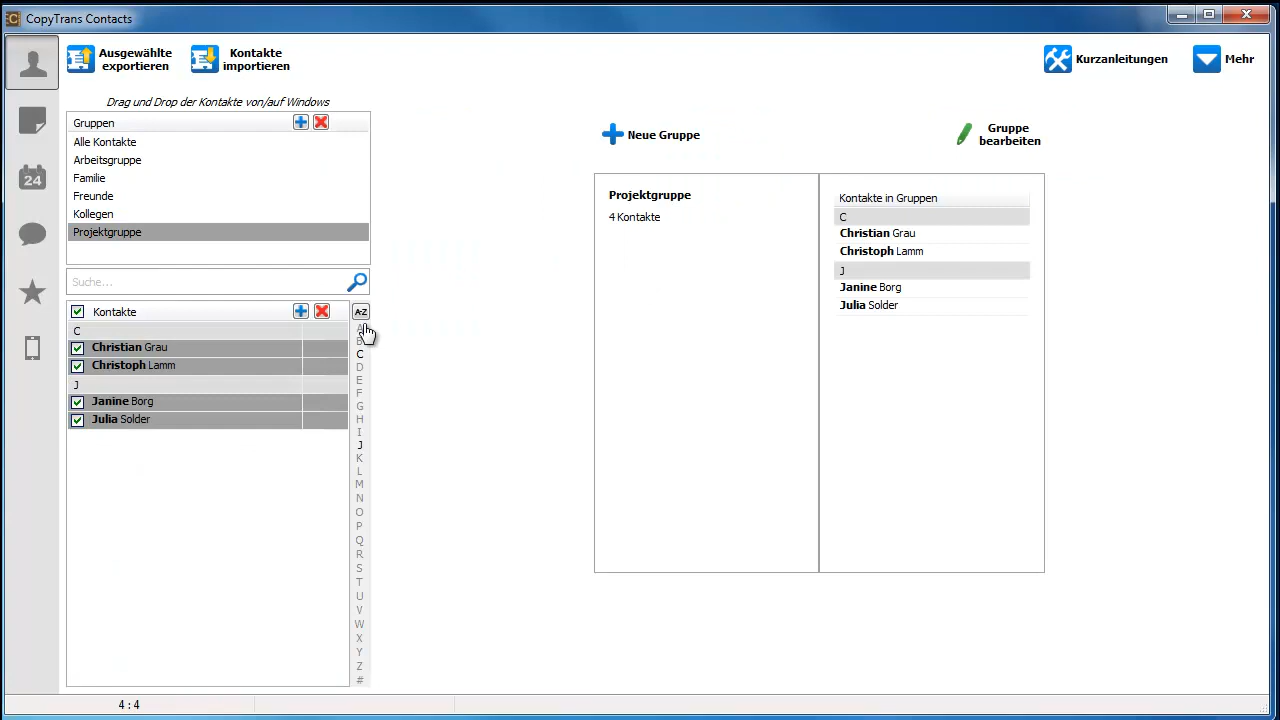 CopyTrans Contacts
Ausgewählte
exportieren
Kontakte
importieren
Kurzanleitungen
Mehr
Drag und Drop der Kontakte von/auf Windows
24
Gruppen
Alle Kontakte
Arbeitsgruppe
Familie
Freunde
Kollegen
Projektgruppe
Suche...
Kontakte
A-Z
C
Christian Grau
Christoph Lamm
J
Janine Borg
Julia Solder
A
B
C
D
E
F
G
H
I
J
K
L
M
N
O
P
Q
R
S
T
U
V
W
X
Y
Z
#
Neue Gruppe
Gruppe
bearbeiten
Projektgruppe
4 Kontakte
Kontakte in Gruppen
C
Christian Grau
Christoph Lamm
J
Janine Borg
Julia Solder
4 : 4